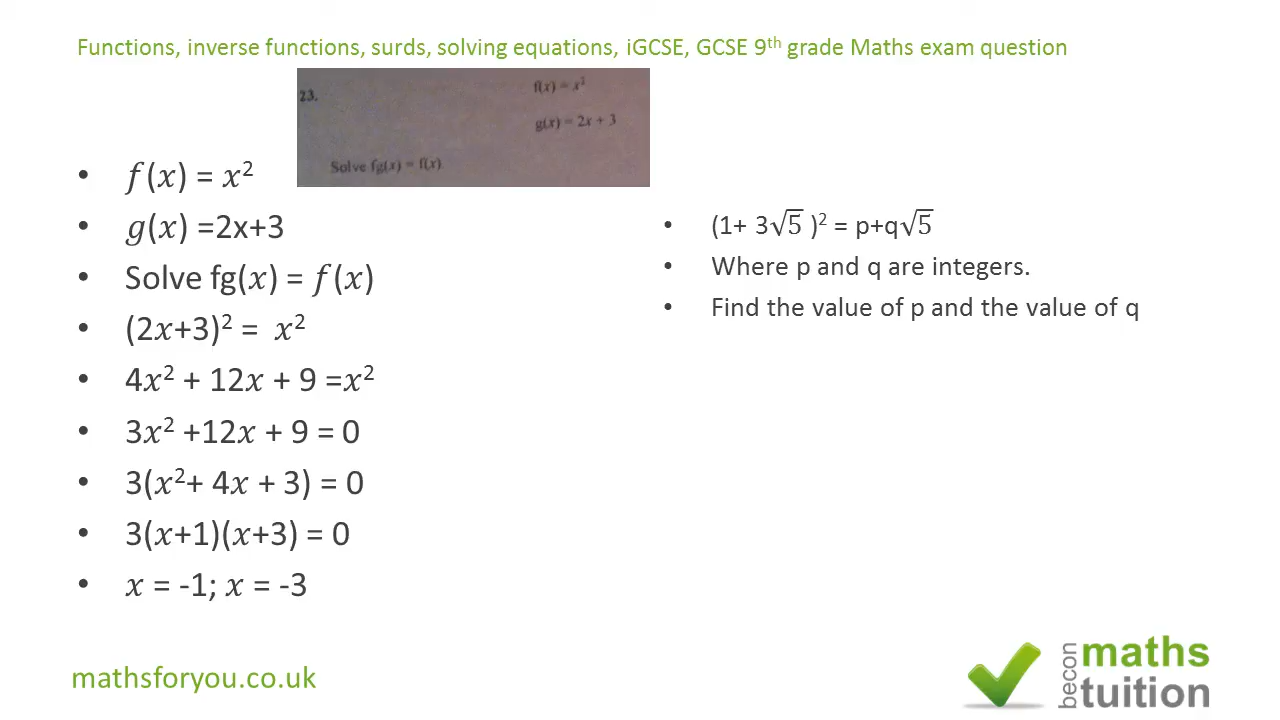 Functions, inverse functions, surds, solving equations, iGCSE, GCSE 9th grade Maths exam question
23.
f(x) = x²
g(x) = 2x + 3
Solve fg(x) = f(x)
• f(x) = x²
• g(x) =2x+3
• Solve fg(x) = f(x)
• (2x+3)² = x²
• 4x² + 12x + 9 =x²
• 3x² +12x + 9 = 0
• 3(x²+ 4x + 3) = 0
• 3(x+1)(x+3) = 0
• x = -1; x = -3
• (1+ 3√5 )² = p+q√5
• Where p and q are integers.
• Find the value of p and the value of q
mathsforyou.co.uk
becon
maths
tuition